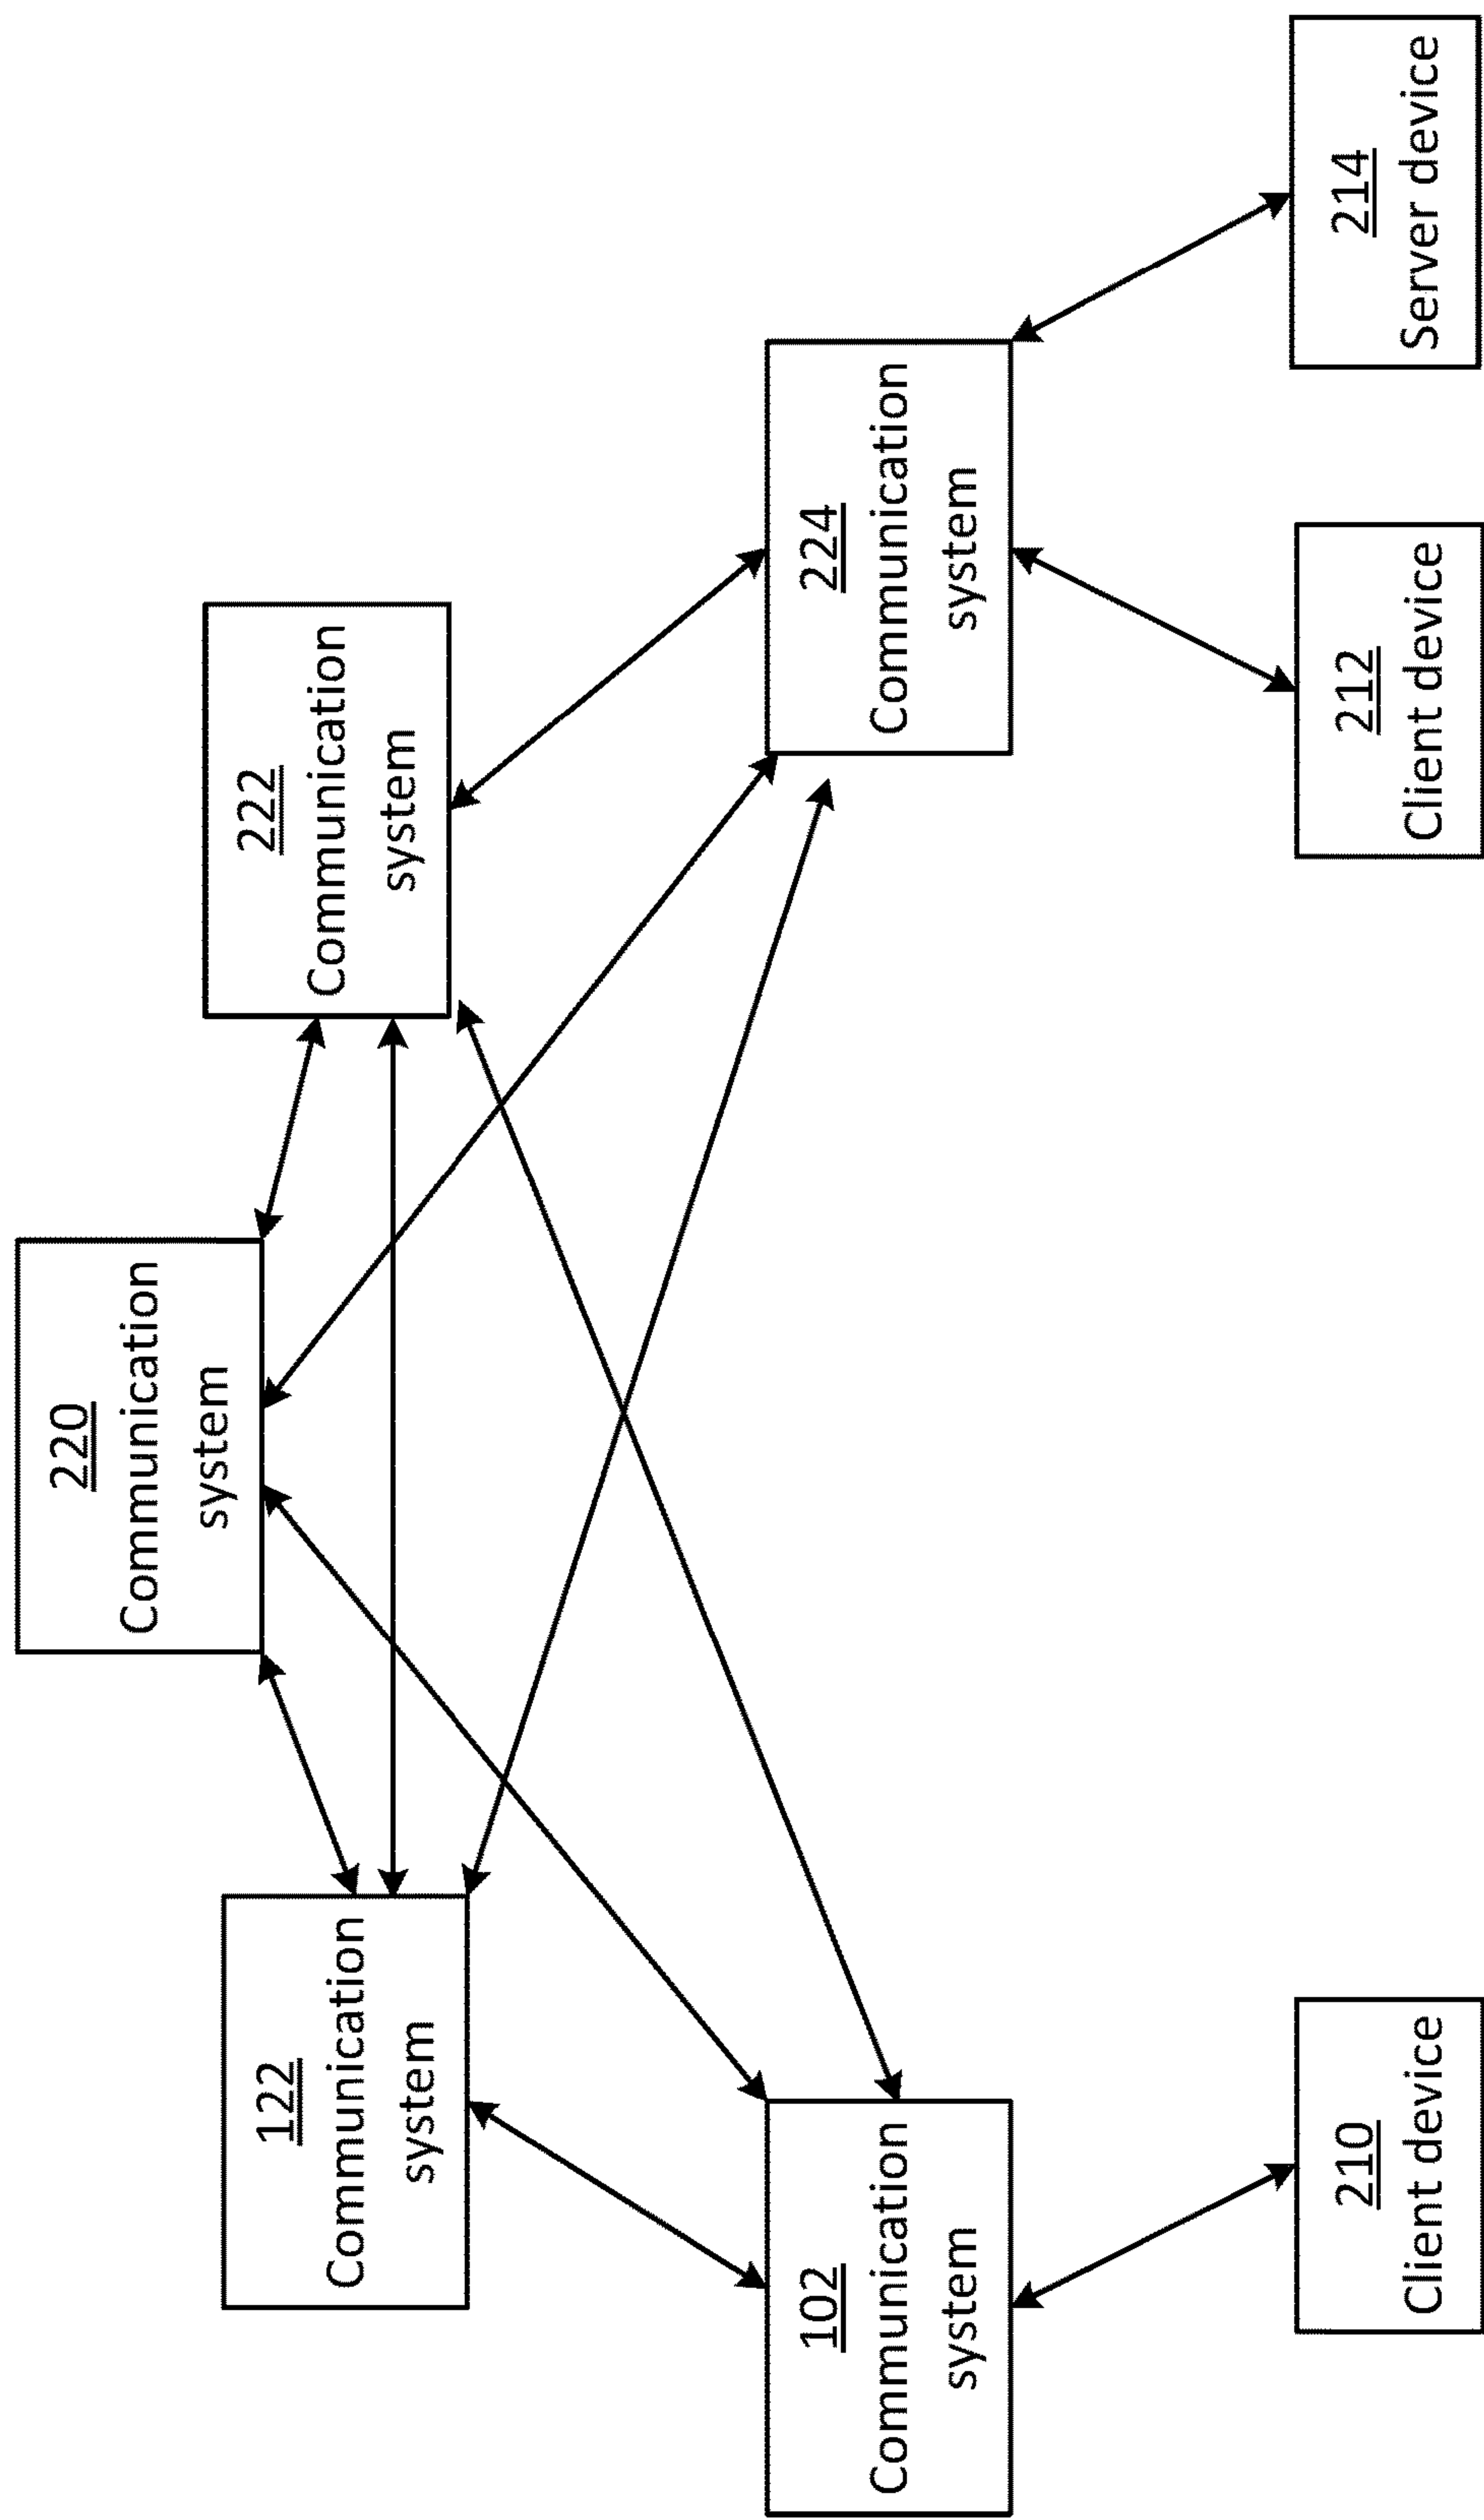 220
Communication
system
122
Communication
system
222
Communication
system
102
Communication
system
224
Communication
system
210
Client device
212
Client device
214
Server device